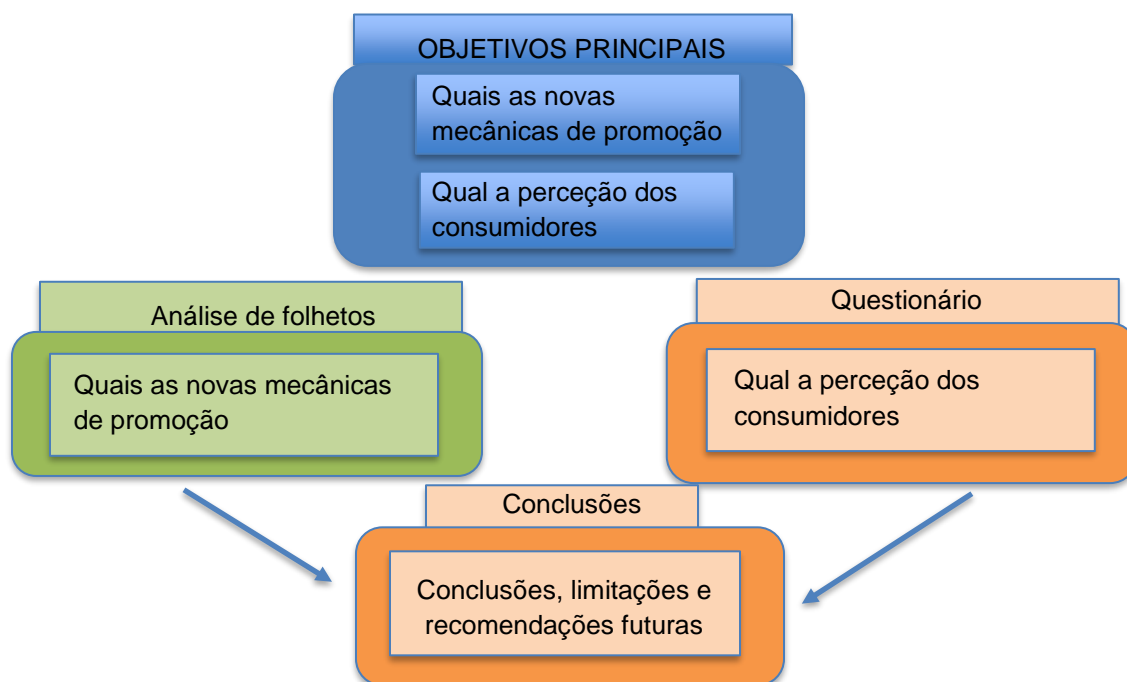 OBJETIVOS PRINCIPAIS
Quais as novas
mecânicas de promoção
Qual a perceção dos
consumidores
Análise de folhetos
Quais as novas mecânicas
de promoção
Questionário
Qual a perceção dos
consumidores
Conclusões
Conclusões, limitações e
recomendações futuras